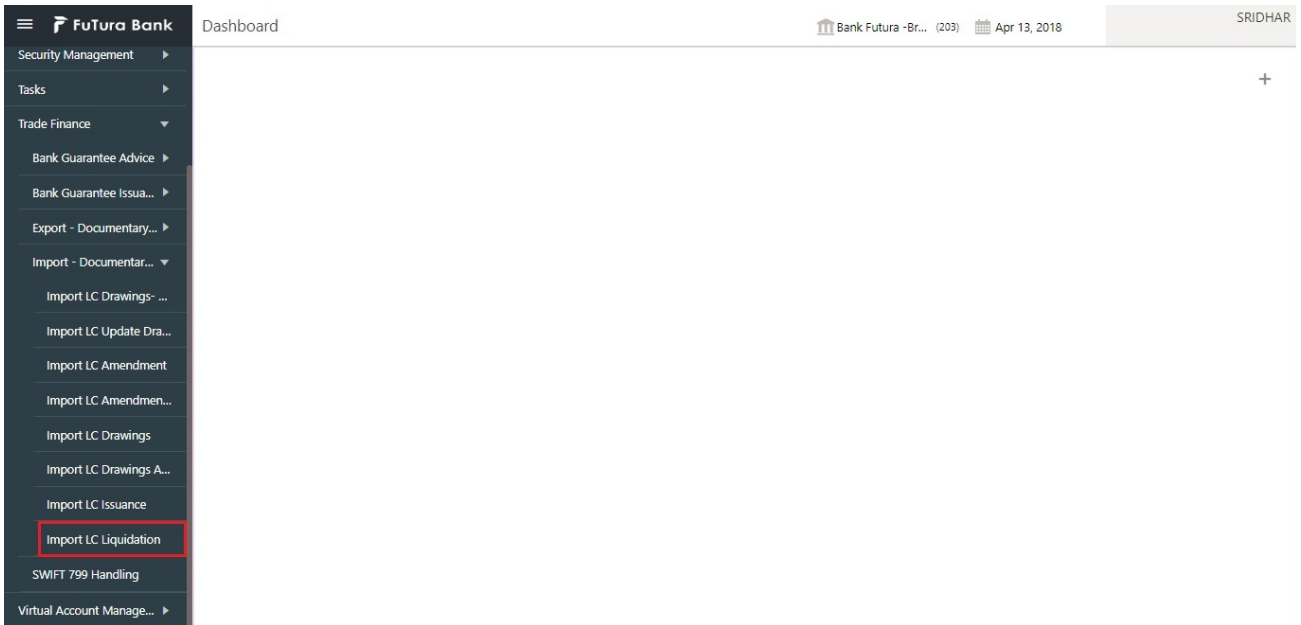 FuTura Bank
Dashboard
Bank Futura -Br... (203)
Apr 13, 2018
SRIDHAR
Security Management
Tasks
Trade Finance
Bank Guarantee Advice
Bank Guarantee Issua...
Export - Documentary...
Import - Documentar...
Import LC Drawings- ...
Import LC Update Dra...
Import LC Amendment
Import LC Amendmen...
Import LC Drawings
Import LC Drawings A...
Import LC Issuance
Import LC Liquidation
SWIFT 799 Handling
Virtual Account Manage...